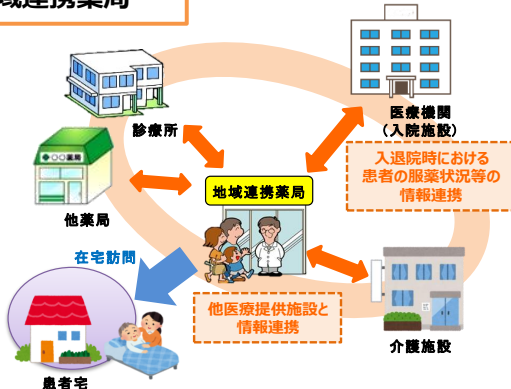 域連携薬局
診療所
医療機関
(入院施設)
入退院時における
患者の服薬状況等の
情報連携
○○薬局
他薬局
地域連携薬局
在宅訪問
他医療提供施設と
情報連携
介護施設
患者宅